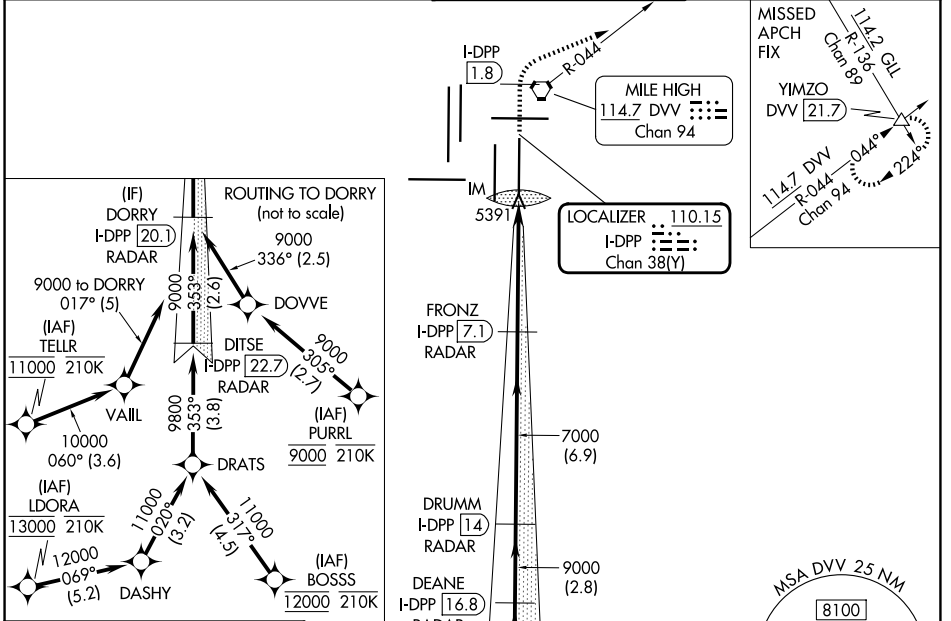 I-DPP
1.8
R-044
MILE HIGH
114.7 DVV
Chan 94
MISSED
APCH
FIX
114.2 GLL
R-136
Chan 89
YIMZO
DVV 21.7
044°
224°
114.7 DVV
R-044
Chan 94
IM
5391
LOCALIZER 110.15
I-DPP
Chan 38(Y)
(IF)
DORRY
I-DPP 20.1
RADAR
ROUTING TO DORRY
(not to scale)
9000
336° (2.5)
9000 to DORRY
017° (5)
9000
353°
(2.6)
DOVVE
(IAF)
TELLR
11000 210K
DITSE
I-DPP 22.7
RADAR
9000
305°
(2.7)
VAIIL
10000
060° (3.6)
9800
353°
(3.8)
(IAF)
PURRL
9000 210K
DRATS
(IAF)
LDORA
13000 210K
11000
020°
(3.2)
11000
317°
(4.5)
12000
069°
(5.2)
DASHY
(IAF)
BOSSS
12000 210K
FRONZ
I-DPP 7.1
RADAR
7000
(6.9)
DRUMM
I-DPP 14
RADAR
9000
(2.8)
DEANE
I-DPP 16.8
RADAR
MSA DVV 25 NM
8100